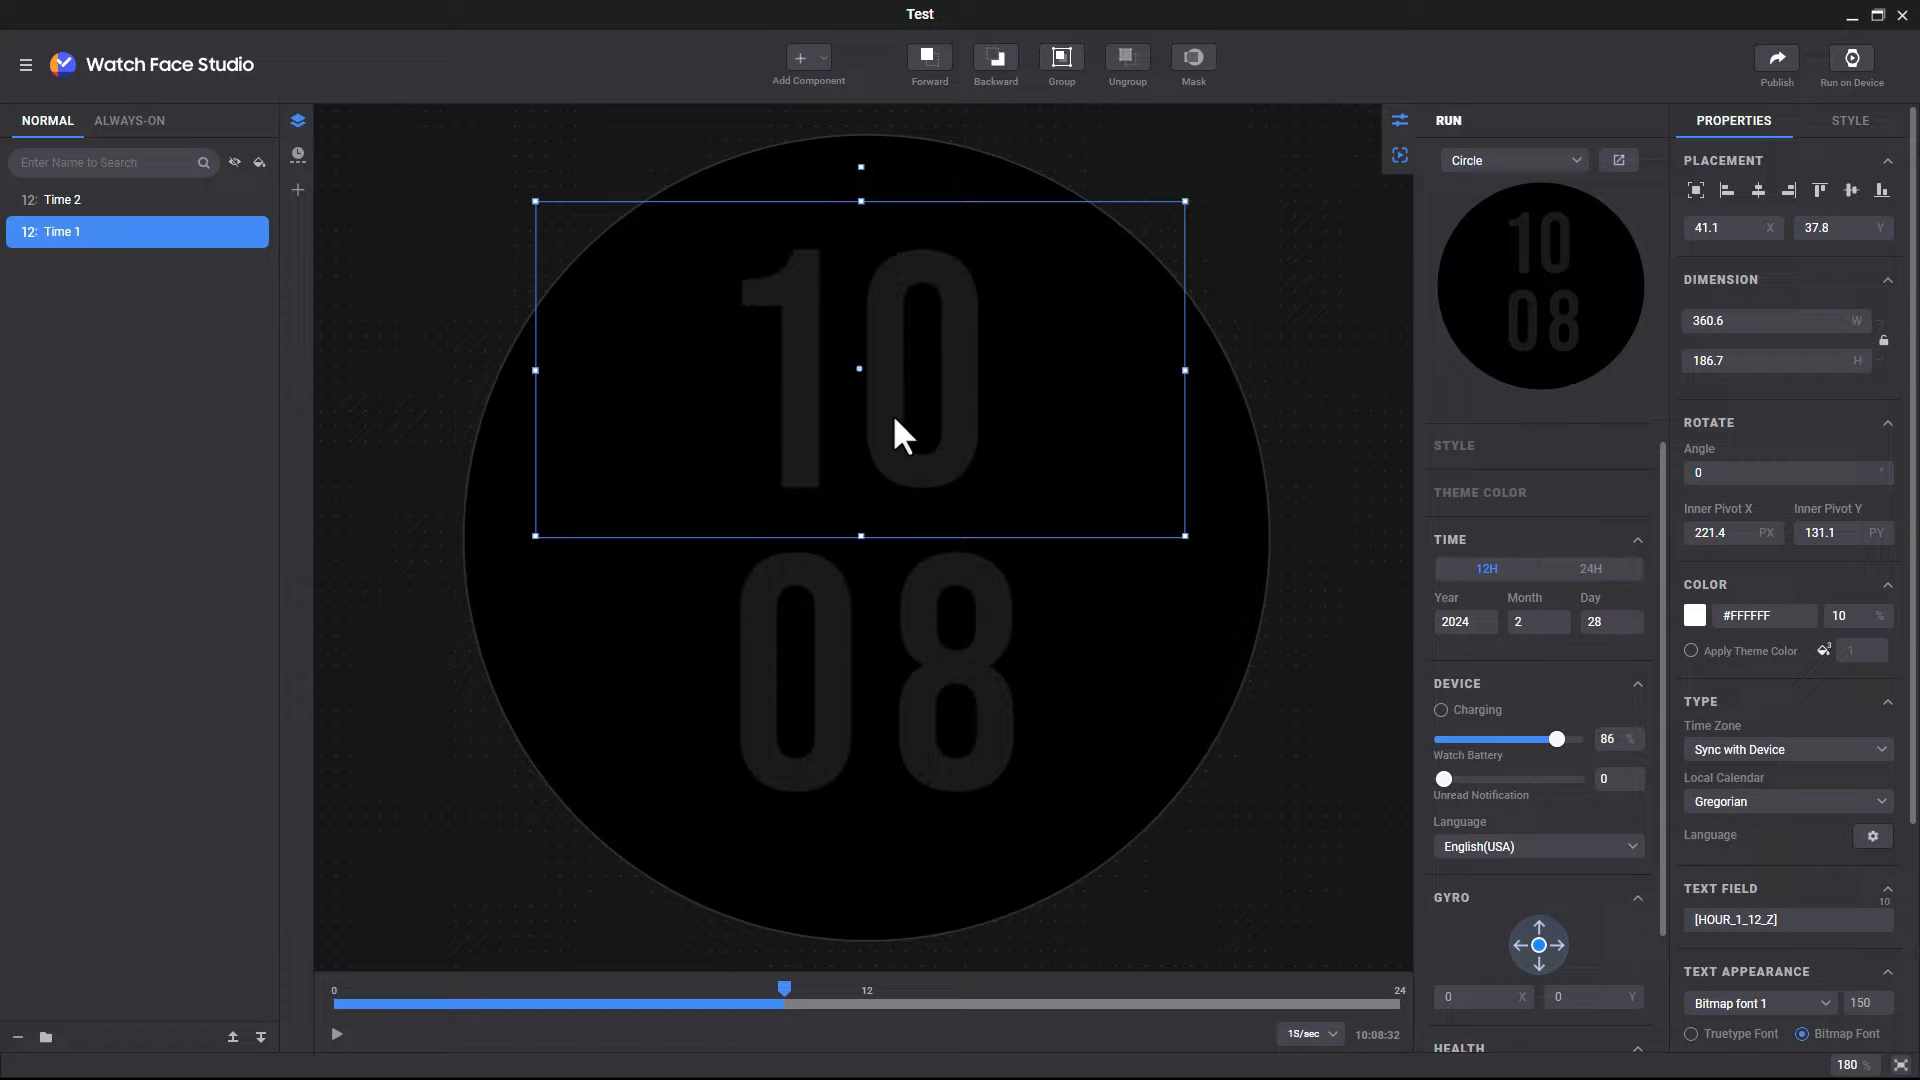 Test
Watch Face Studio
Add Component
Forward
Backward
Group
Ungroup
Mask
Publish
Run on Device
NORMAL
ALWAYS-ON
Enter Name to Search
12: Time 2
12: Time 1
10
08
0
12
24
1S/sec
10:08:32
RUN
Circle
10
08
STYLE
THEME COLOR
TIME
12H
24H
Year
Month
Day
2024
2
28
DEVICE
Charging
86 %
Watch Battery
0
Unread Notification
Language
English(USA)
GYRO
0 X
0 Y
HEALTH
PROPERTIES
STYLE
PLACEMENT
41.1 X
37.8 Y
DIMENSION
360.6 W
186.7 H
ROTATE
Angle
0 °
Inner Pivot X
Inner Pivot Y
221.4 PX
131.1 PY
COLOR
#FFFFFF
10 %
Apply Theme Color
3
1
TYPE
Time Zone
Sync with Device
Local Calendar
Gregorian
Language
TEXT FIELD
10
[HOUR_1_12_Z]
TEXT APPEARANCE
Bitmap font 1
150
Truetype Font
Bitmap Font
180 %